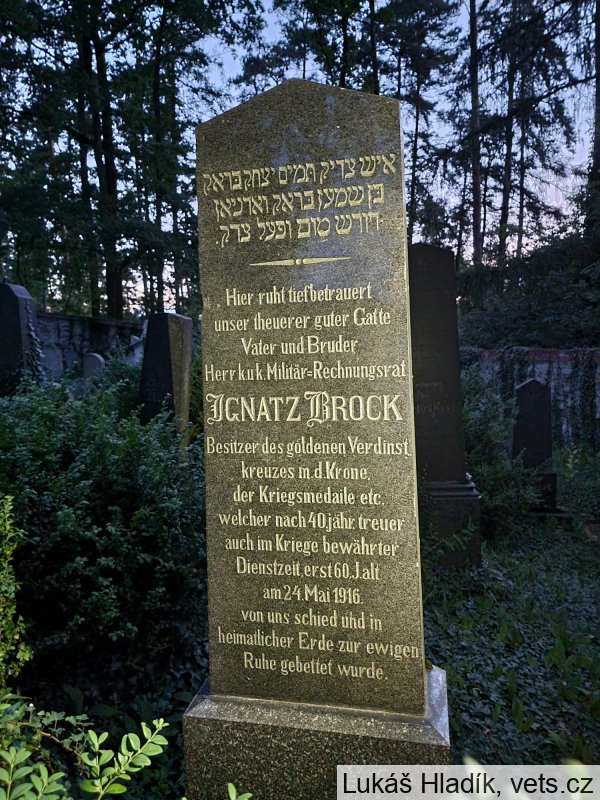 איש צדיק תמים יצחק בראק
בן שמען בראק
דורש טוב ופעל צדק
Hier ruht tiefbetrauert
unser theuerer guter Gatte
Vater und Bruder
Herr k.u.k. Militär=Rechnungsrat
IGNATZ BROCK
Besitzer des goldenen Verdinst,
kreuzes m.d. Krone,
der Kriegsmedaile etc.,
welcher nach 40 jähr. treuer
auch im Kriege bewährter
Dienstzeit, erst 60 J. alt
am 24. Mai 1916.
von uns schied uhd in
heimatlicher Erde zur ewigen
Ruhe gebettet wurde.
Lukáš Hladík, vets.cz